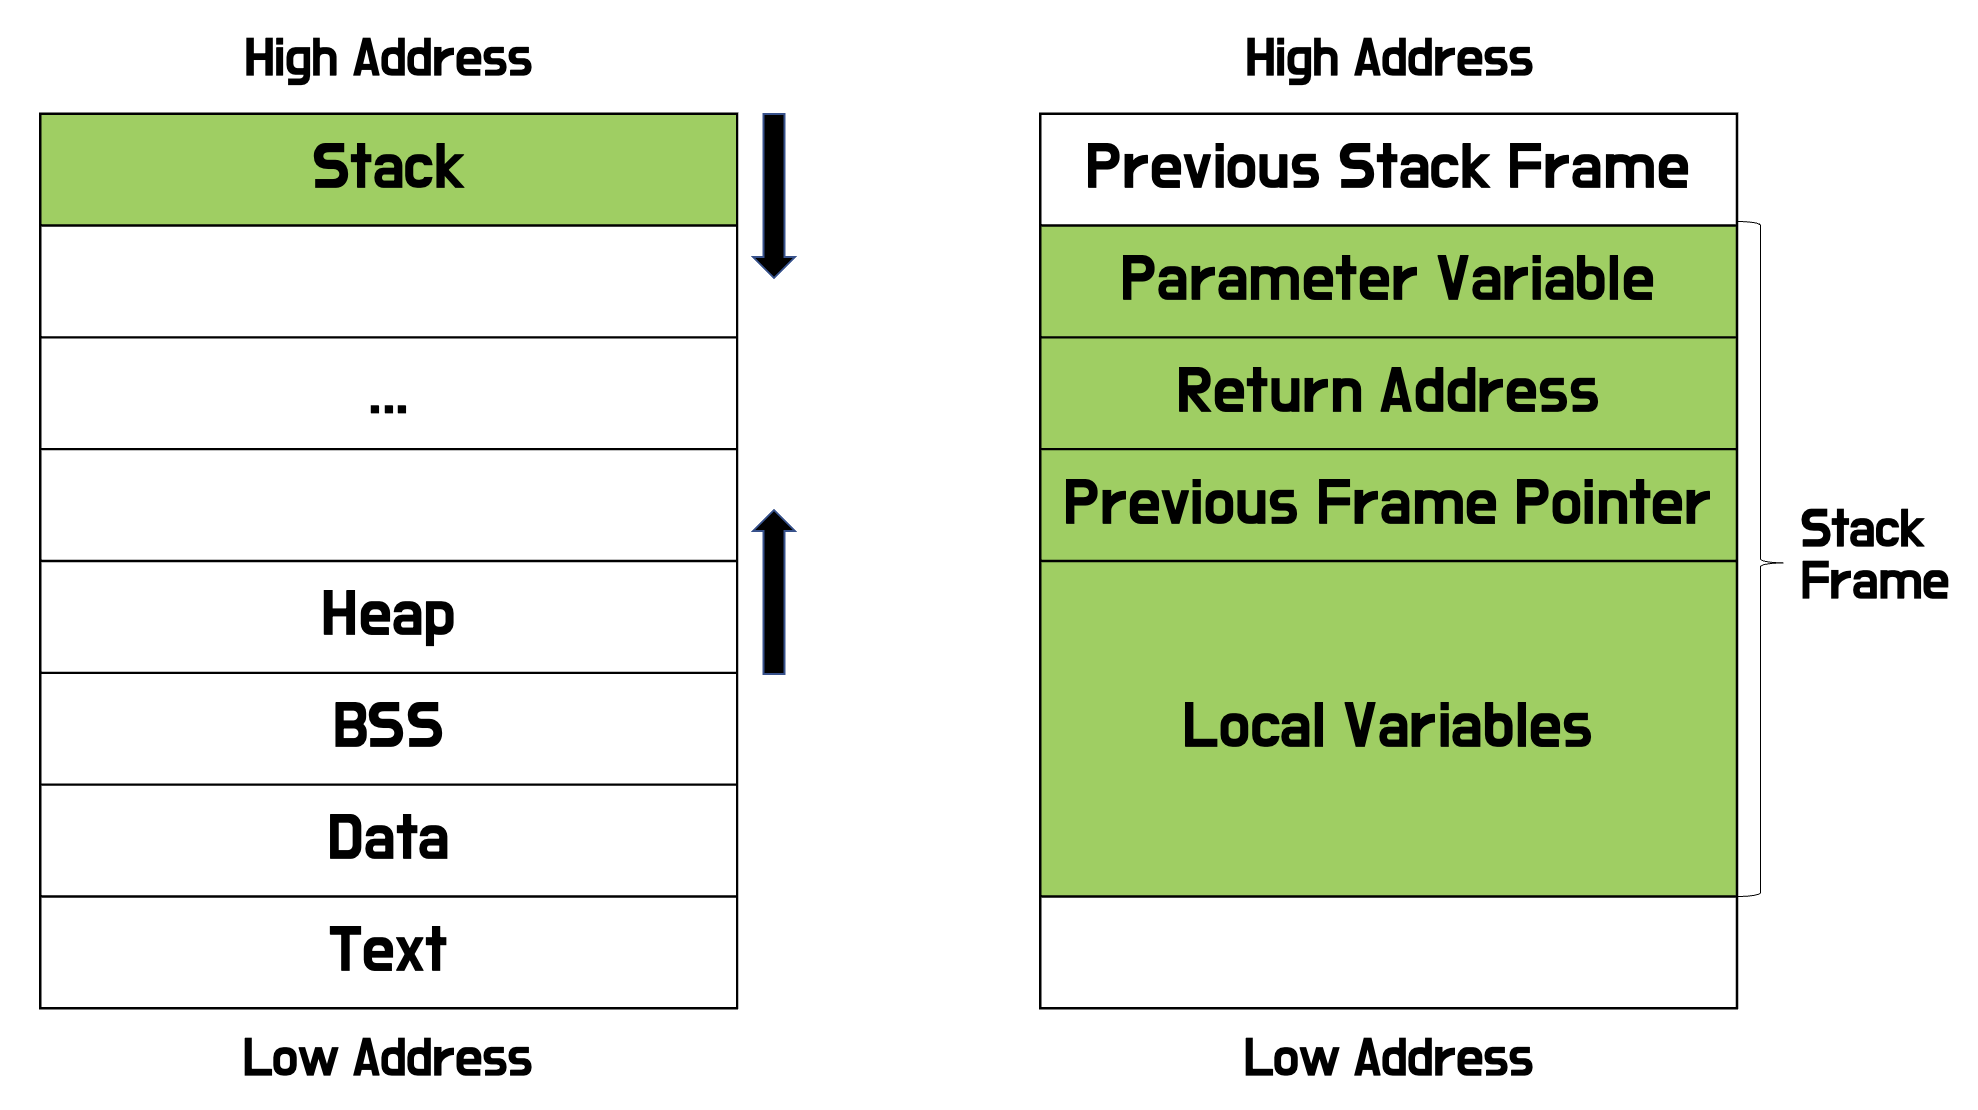 High Address
Stack
...
Heap
BSS
Data
Text
Low Address
High Address
Previous Stack Frame
Parameter Variable
Return Address
Previous Frame Pointer
Local Variables
Low Address
Stack
Frame